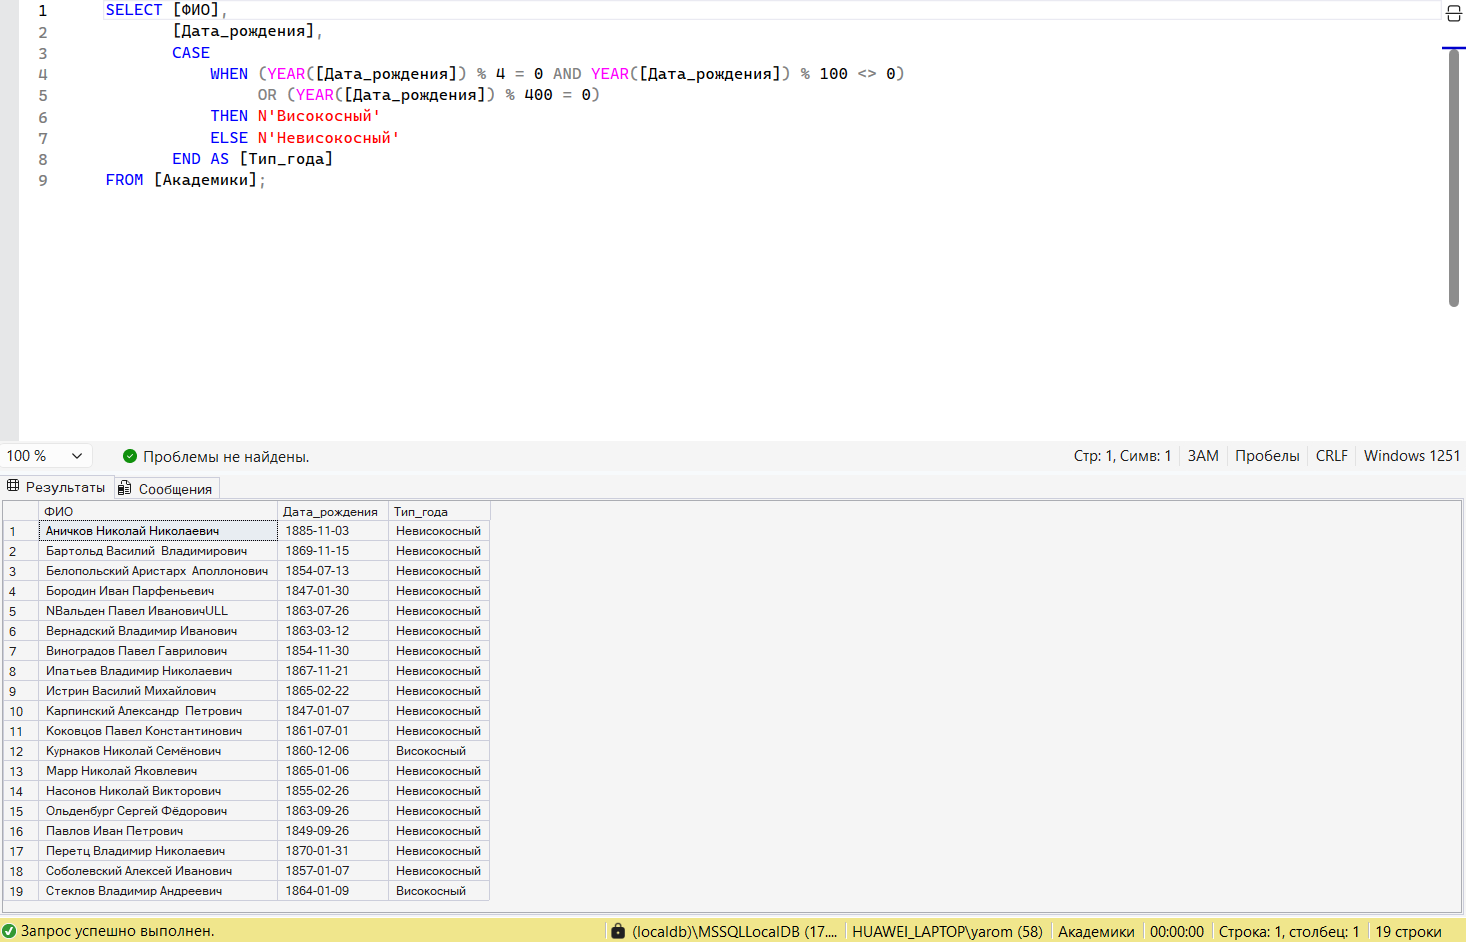 1 SELECT [ФИО],
2 [Дата_рождения],
3 CASE
4 WHEN (YEAR([Дата_рождения]) % 4 = 0 AND YEAR([Дата_рождения]) % 100 <> 0)
5 OR (YEAR([Дата_рождения]) % 400 = 0)
6 THEN N'Високосный'
7 ELSE N'Невисокосный'
8 END AS [Тип_года]
9 FROM [Академики];
100 % Проблемы не найдены. Стр: 1, Симв: 1 ЗАМ Пробелы CRLF Windows 1251
Результаты Сообщения
ФИО Дата_рождения Тип_года
1 Аничков Николай Николаевич 1885-11-03 Невисокосный
2 Бартольд Василий  Владимирович 1869-11-15 Невисокосный
3 Белопольский Аристарх  Аполлонович 1854-07-13 Невисокосный
4 Бородин Иван Парфеньевич 1847-01-30 Невисокосный
5 NВальден Павел ИвановичULL 1863-07-26 Невисокосный
6 Вернадский Владимир Иванович 1863-03-12 Невисокосный
7 Виноградов Павел Гаврилович 1854-11-30 Невисокосный
8 Ипатьев Владимир Николаевич 1867-11-21 Невисокосный
9 Истрин Василий Михайлович 1865-02-22 Невисокосный
10 Карпинский Александр  Петрович 1847-01-07 Невисокосный
11 Коковцов Павел Константинович 1861-07-01 Невисокосный
12 Курнаков Николай Семёнович 1860-12-06 Високосный
13 Марр Николай Яковлевич 1865-01-06 Невисокосный
14 Насонов Николай Викторович 1855-02-26 Невисокосный
15 Ольденбург Сергей Фёдорович 1863-09-26 Невисокосный
16 Павлов Иван Петрович 1849-09-26 Невисокосный
17 Перетц Владимир Николаевич 1870-01-31 Невисокосный
18 Соболевский Алексей Иванович 1857-01-07 Невисокосный
19 Стеклов Владимир Андреевич 1864-01-09 Високосный
Запрос успешно выполнен. (localdb)\MSSQLLocalDB (17.... HUAWEI_LAPTOP\yarom (58) Академики 00:00:00 Строка: 1, столбец: 1 19 строки